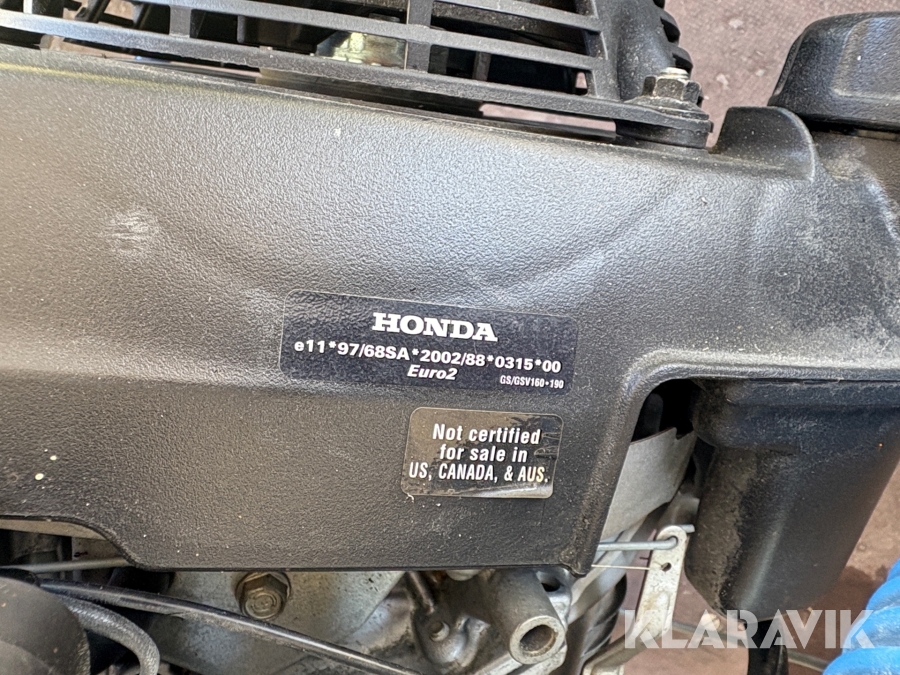 HONDA
e11*97/68SA*2002/88*0315*00
Euro2
GS/GSV160•190
Not certified
for sale in
US, CANADA, & AUS.
KLARAVIK